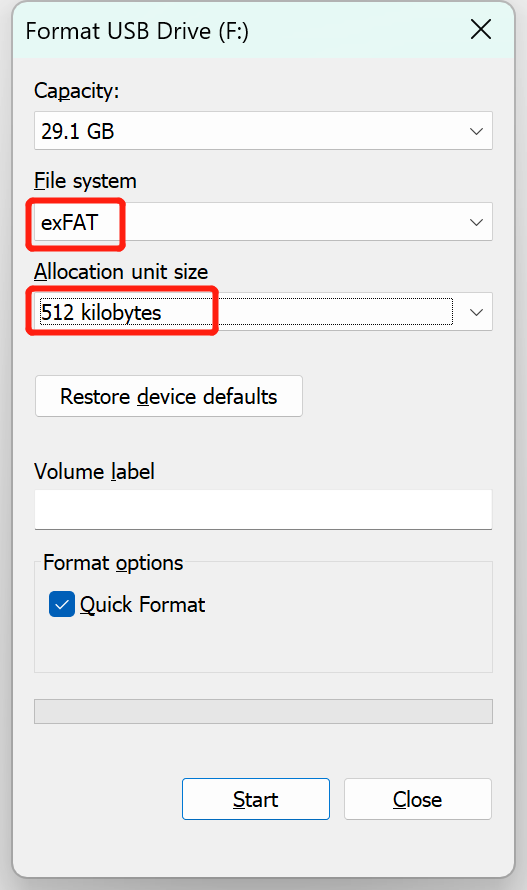 Format USB Drive (F:)
Capacity:
29.1 GB
File system
exFAT
Allocation unit size
512 kilobytes
Restore device defaults
Volume label
Format options
Quick Format
Start
Close